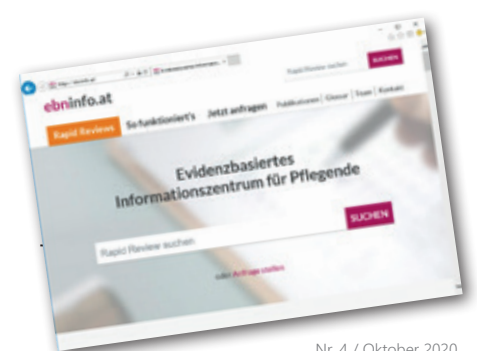 ebninfo.at
Rapid Review suchen
SUCHEN
Rapid Reviews So funktioniert's Jetzt anfragen Publikationen | Glossar | Team | Kontakt
Evidenzbasiertes
Informationszentrum für Pflegende
Rapid Review suchen
SUCHEN
oder Anfrage stellen
Nr. 4 / Oktober 2020